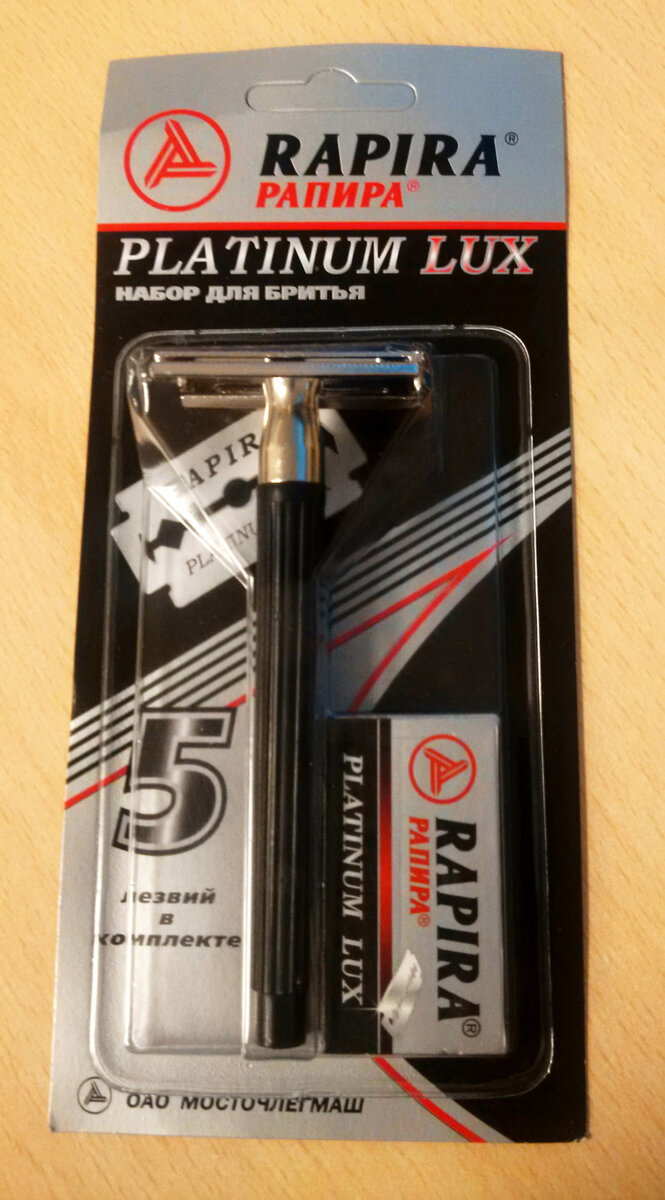 RAPIRA®
РАПИРА®
PLATINUM LUX
НАБОР ДЛЯ БРИТЬЯ
RAPIRA
PLATINUM
5
лезвий
в
комплекте
RAPIRA®
РАПИРА®
PLATINUM LUX
ОАО МОСТОЧЛЕГМАШ